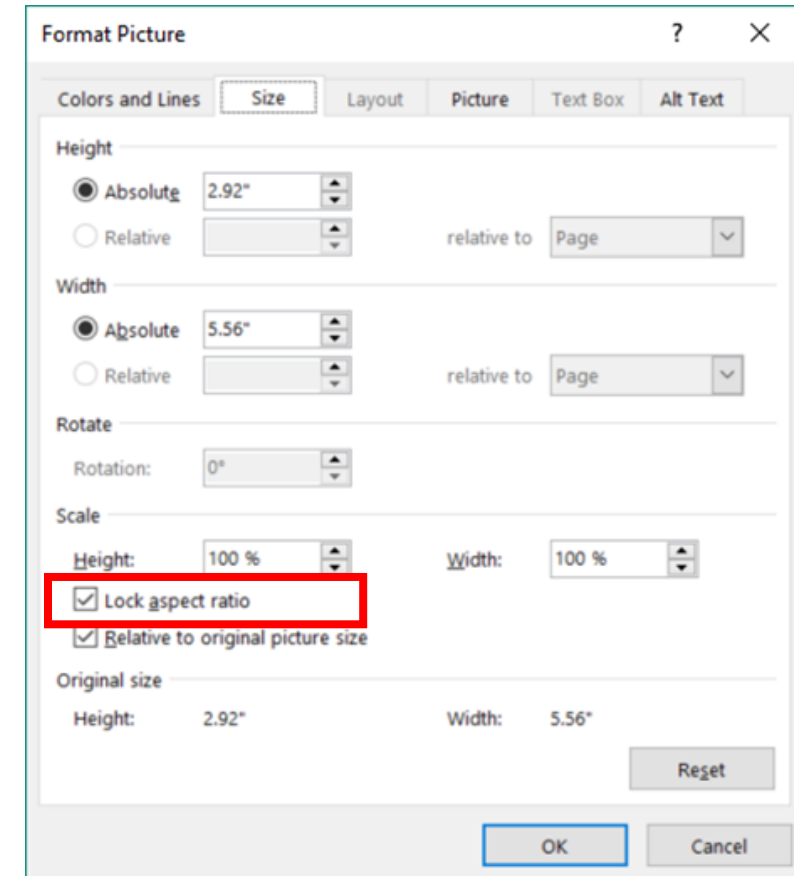 Format Picture ?
Colors and Lines Size Layout Picture Text Box Alt Text
Height
Absolute 2.92"
Relative relative to Page
Width
Absolute 5.56"
Relative relative to Page
Rotate
Rotation: 0°
Scale
Height: 100 % Width: 100 %
Lock aspect ratio
Relative to original picture size
Original size
Height: 2.92" Width: 5.56"
Reset
OK Cancel